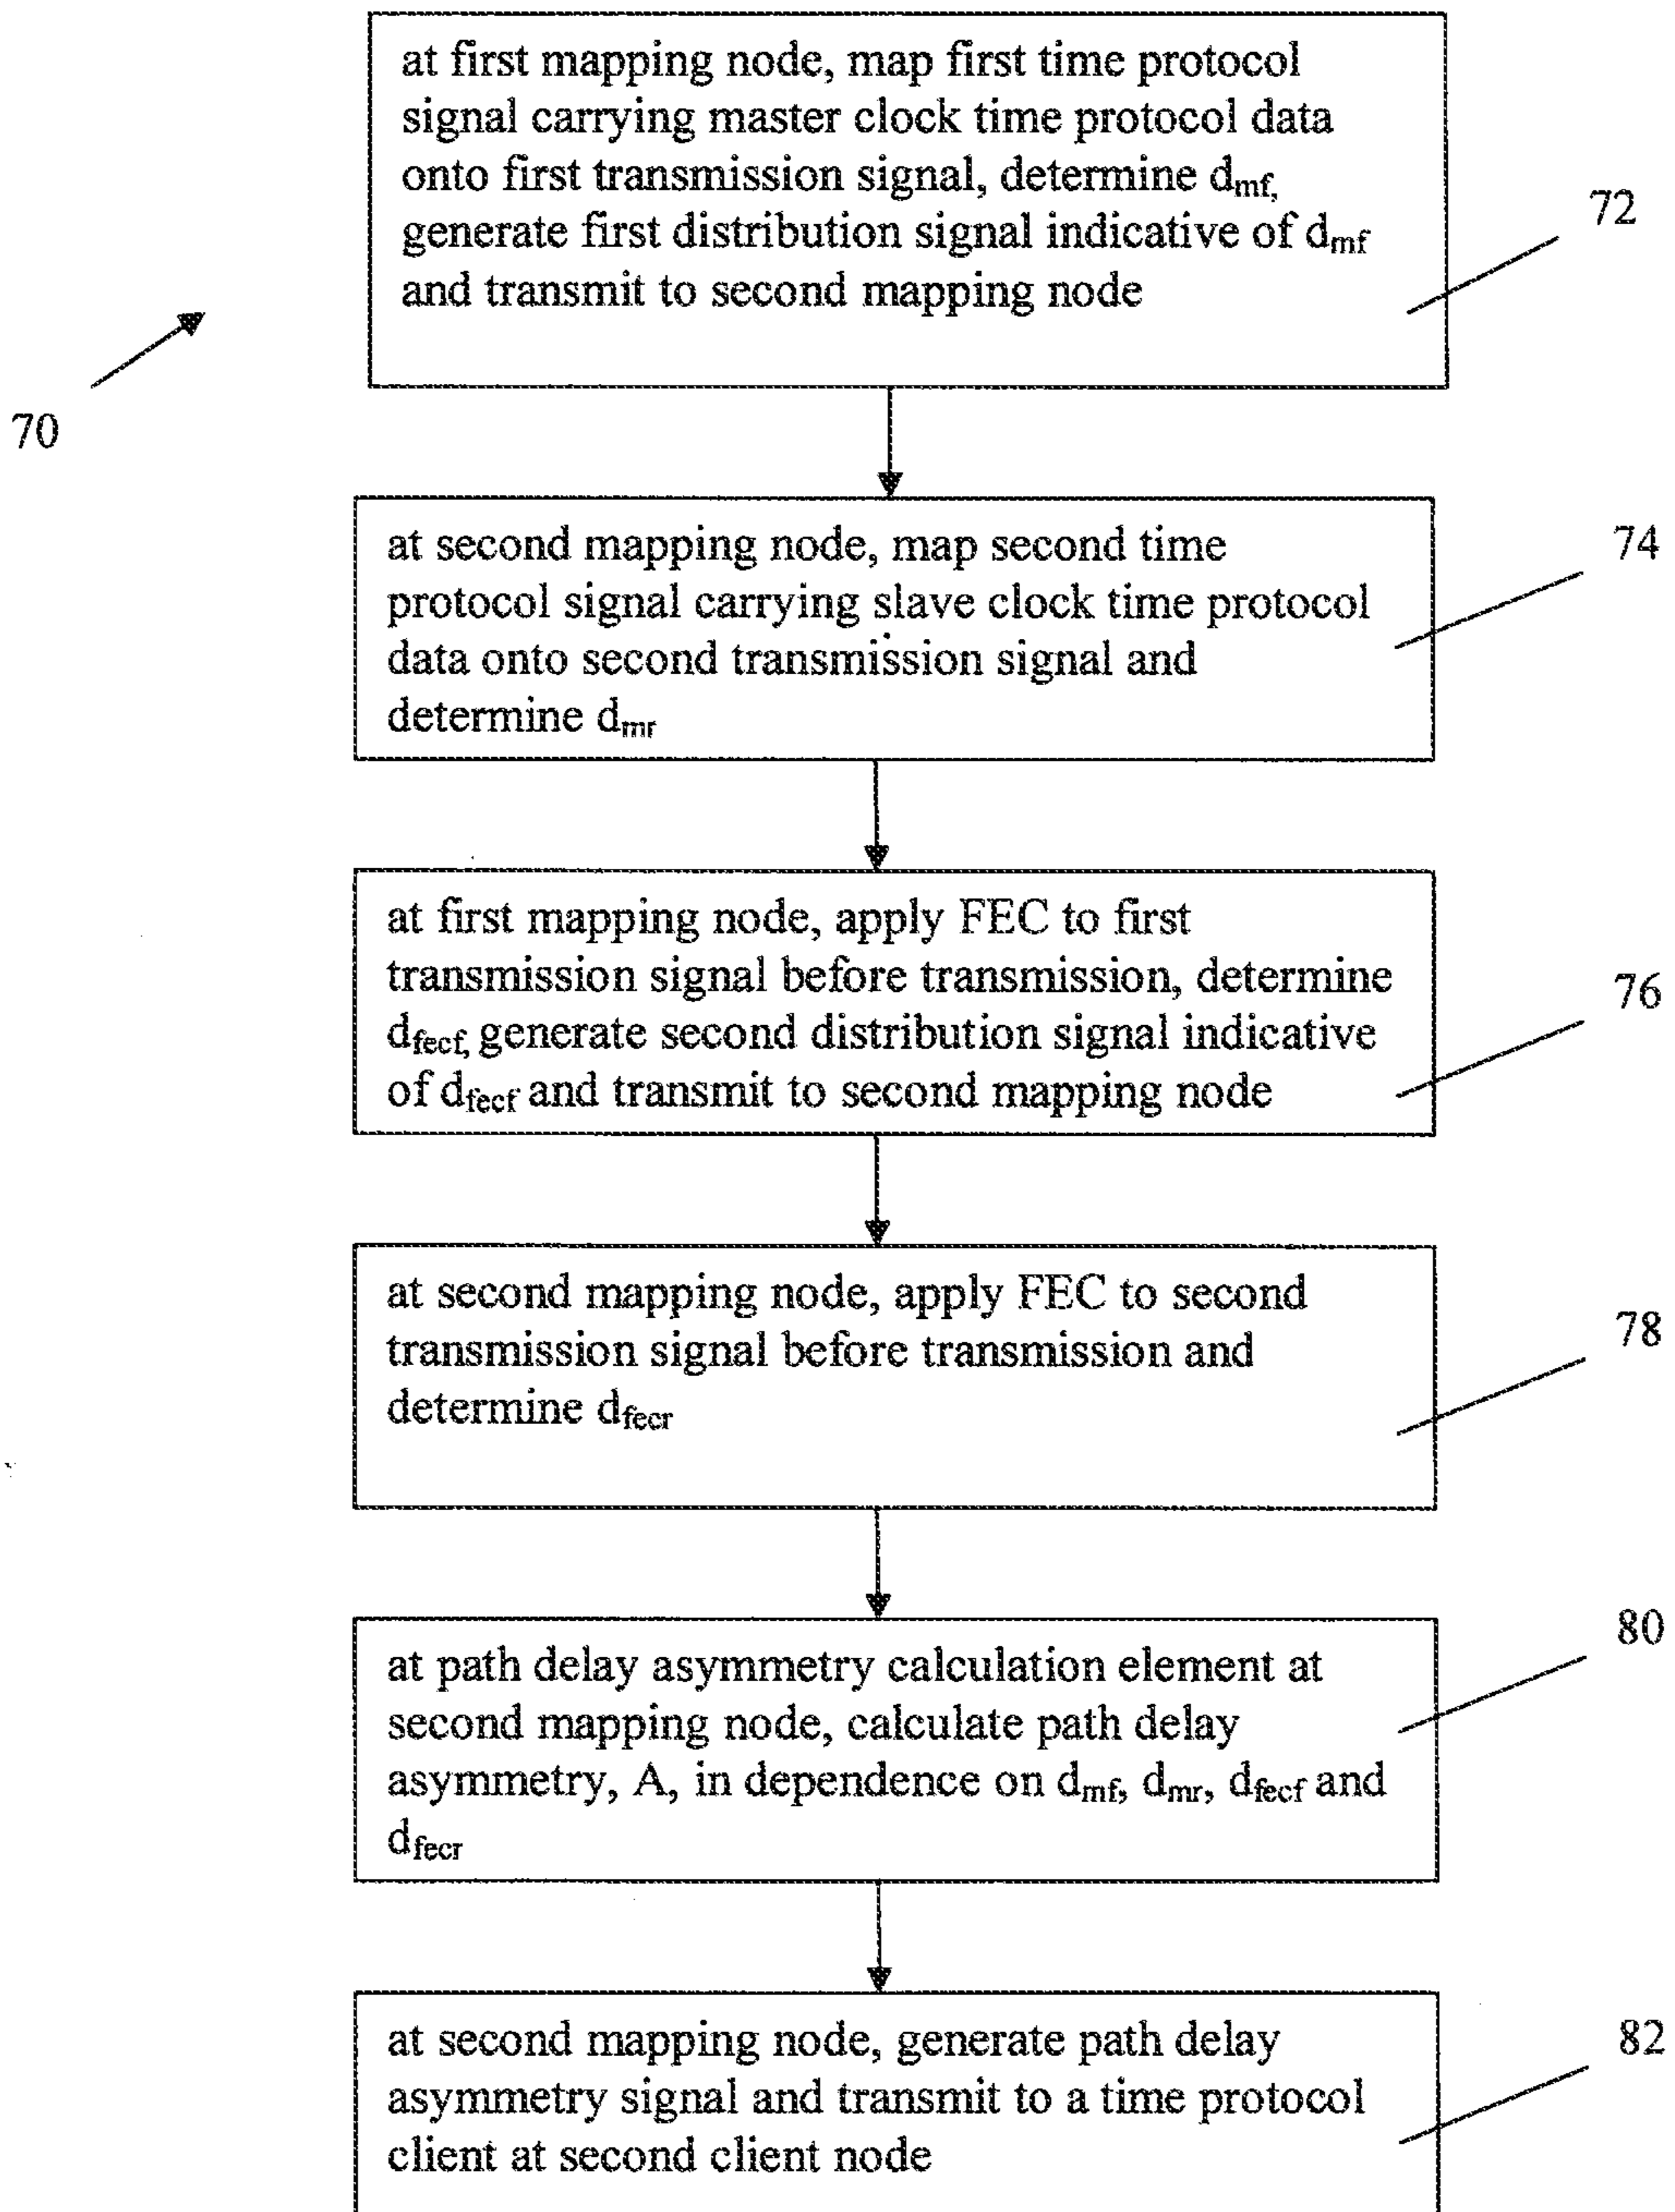 at first mapping node, map first time protocol
signal carrying master clock time protocol data
onto first transmission signal, determine dmf,
generate first distribution signal indicative of dmf
and transmit to second mapping node
72
70
at second mapping node, map second time
protocol signal carrying slave clock time protocol
data onto second transmission signal and
determine dmr
74
at first mapping node, apply FEC to first
transmission signal before transmission, determine
dfecf, generate second distribution signal indicative
of dfecf and transmit to second mapping node
76
at second mapping node, apply FEC to second
transmission signal before transmission and
determine dfecr
78
at path delay asymmetry calculation element at
second mapping node, calculate path delay
asymmetry, A, in dependence on dmf, dmr, dfecf and
dfecr
80
at second mapping node, generate path delay
asymmetry signal and transmit to a time protocol
client at second client node
82